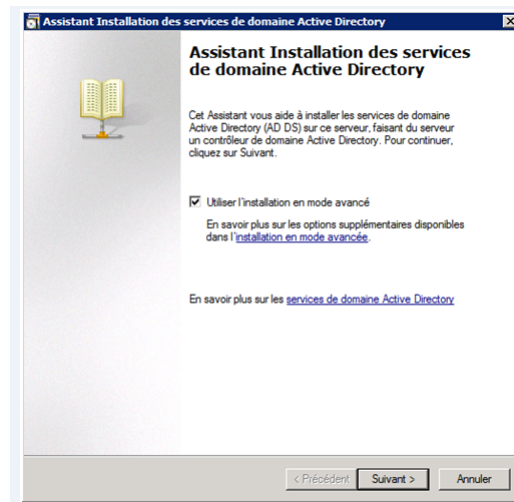 Assistant Installation des services de domaine Active Directory
Assistant Installation des services
de domaine Active Directory
Cet Assistant vous aide à installer les services de domaine
Active Directory (AD DS) sur ce serveur, faisant du serveur
un contrôleur de domaine Active Directory. Pour continuer,
cliquez sur Suivant.
Utiliser l'installation en mode avancé
En savoir plus sur les options supplémentaires disponibles
dans l'installation en mode avancée.
En savoir plus sur les services de domaine Active Directory
< Précédent Suivant > Annuler